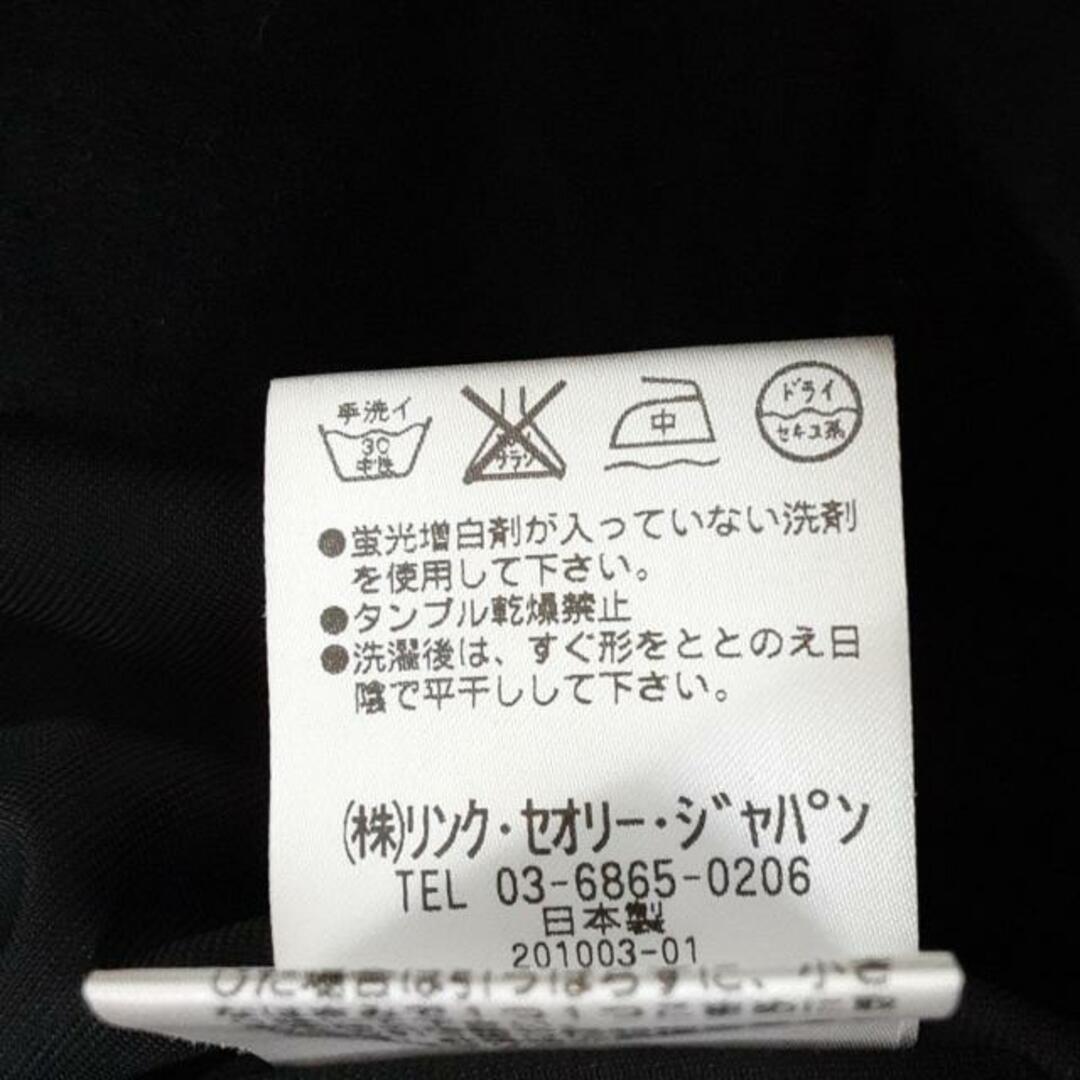 手洗イ
30
中性
中
ドライ
セキユ系
●蛍光増白剤が入っていない洗剤
を使用して下さい。
●タンブル乾燥禁止
●洗濯後は、すぐ形をととのえ日
陰で平干しして下さい。
(株)リンク・セオリー・ジャパン
TEL 03-6865-0206
日本製
201003-01